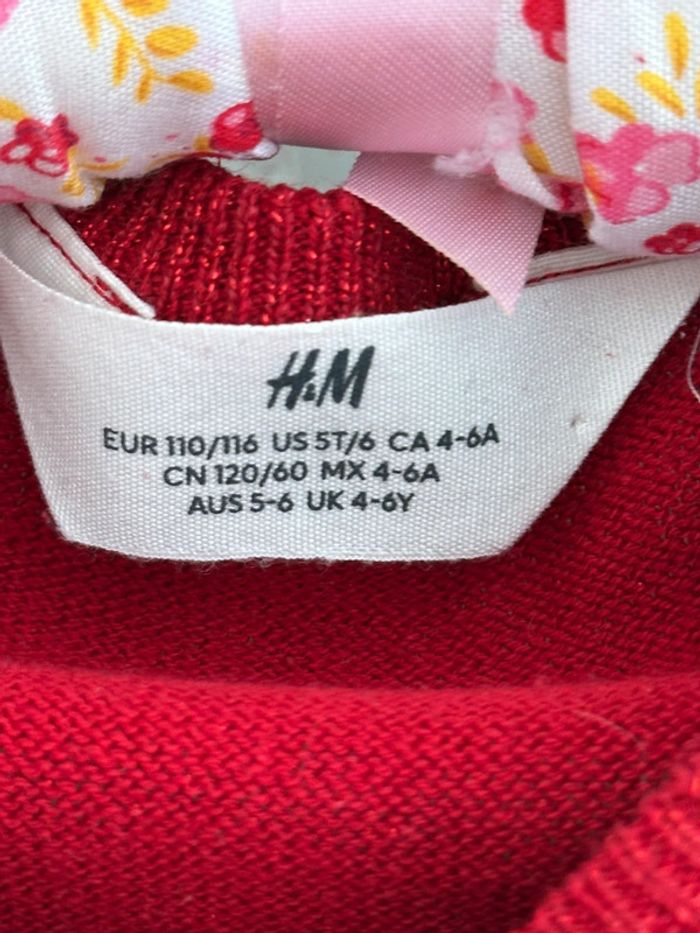 H&M
EUR 110/116 US 5T/6 CA 4-6A
CN 120/60 MX 4-6A
AUS 5-6 UK 4-6Y